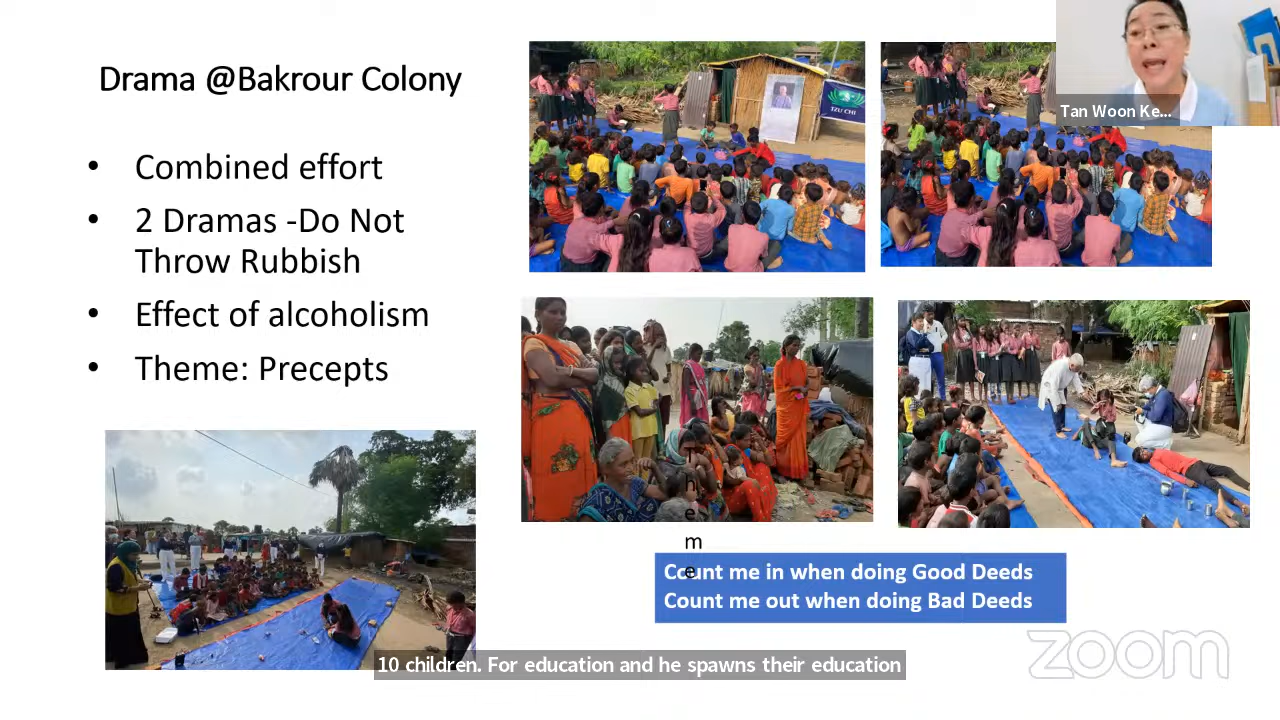 Drama @Bakrour Colony
• Combined effort
• 2 Dramas -Do Not
Throw Rubbish
• Effect of alcoholism
• Theme: Precepts
TZU CHI
Tan Woon Ke...
h
e
m
e
Count me in when doing Good Deeds
Count me out when doing Bad Deeds
10 children. For education and he spawns their education
zoom